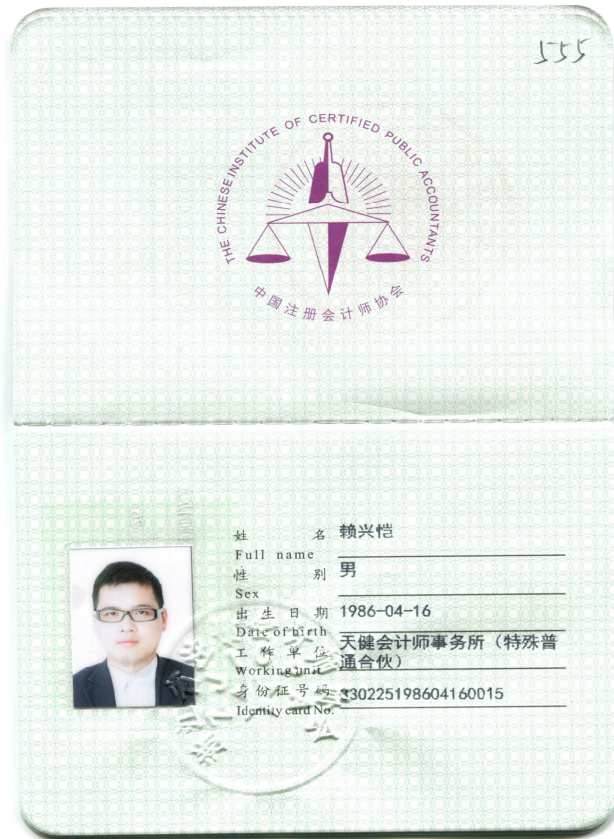 555
THE CHINESE INSTITUTE OF CERTIFIED PUBLIC ACCOUNTANTS
中国注册会计师协会
姓 名 赖兴恺
Full name
性 别 男
Sex
出生日期 1986-04-16
Date of birth
工作单位 天健会计师事务所（特殊普
Working unit 通合伙）
身份证号码 330225198604160015
Identity card No.